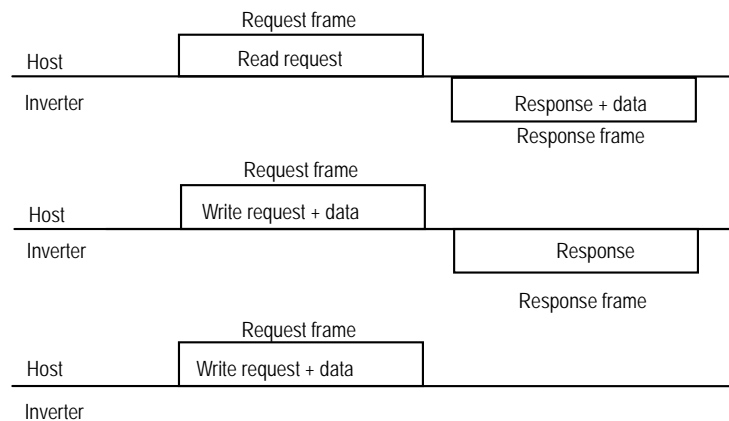 Request frame
Host
Read request
Inverter
Response + data
Response frame
Request frame
Host
Write request + data
Inverter
Response
Response frame
Request frame
Host
Write request + data
Inverter